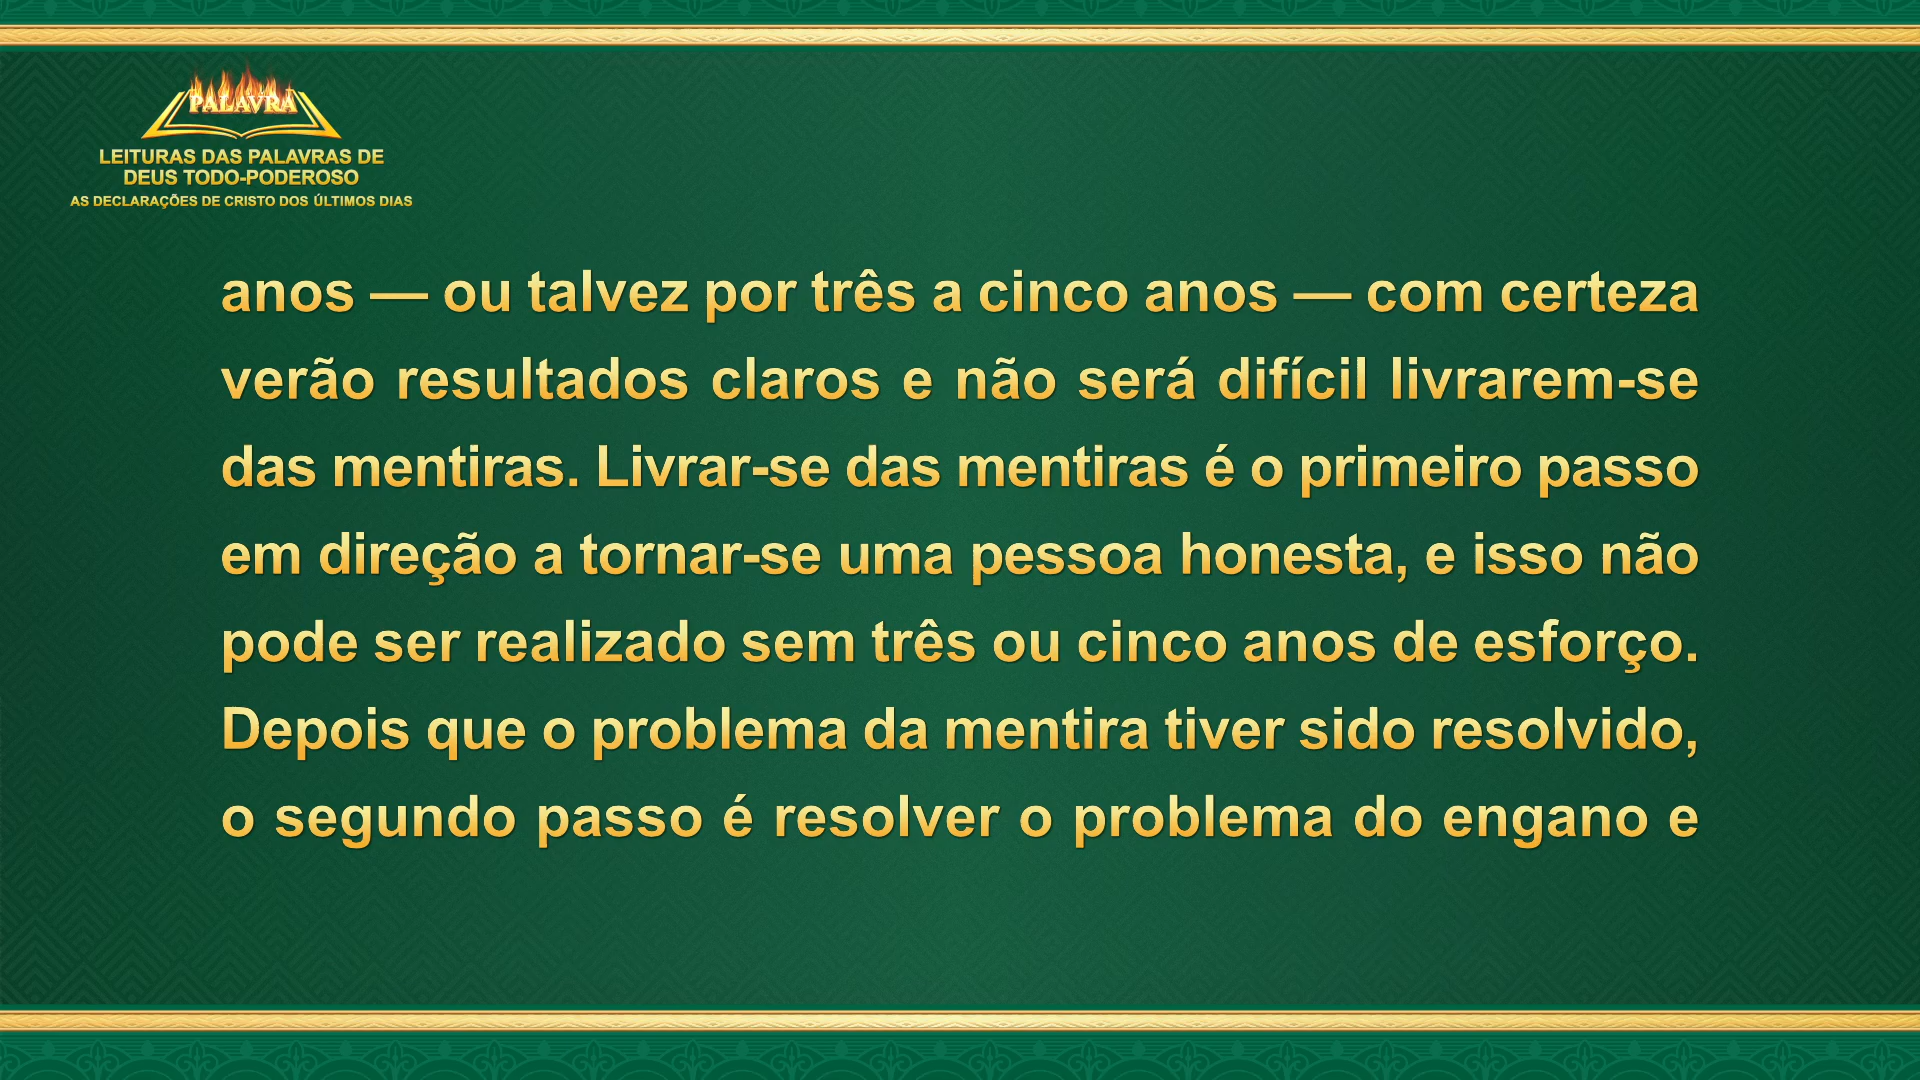 PALAVRA
LEITURAS DAS PALAVRAS DE
DEUS TODO-PODEROSO
AS DECLARAÇÕES DE CRISTO DOS ÚLTIMOS DIAS
anos — ou talvez por três a cinco anos — com certeza
verão resultados claros e não será difícil livrarem-se
das mentiras. Livrar-se das mentiras é o primeiro passo
em direção a tornar-se uma pessoa honesta, e isso não
pode ser realizado sem três ou cinco anos de esforço.
Depois que o problema da mentira tiver sido resolvido,
o segundo passo é resolver o problema do engano e